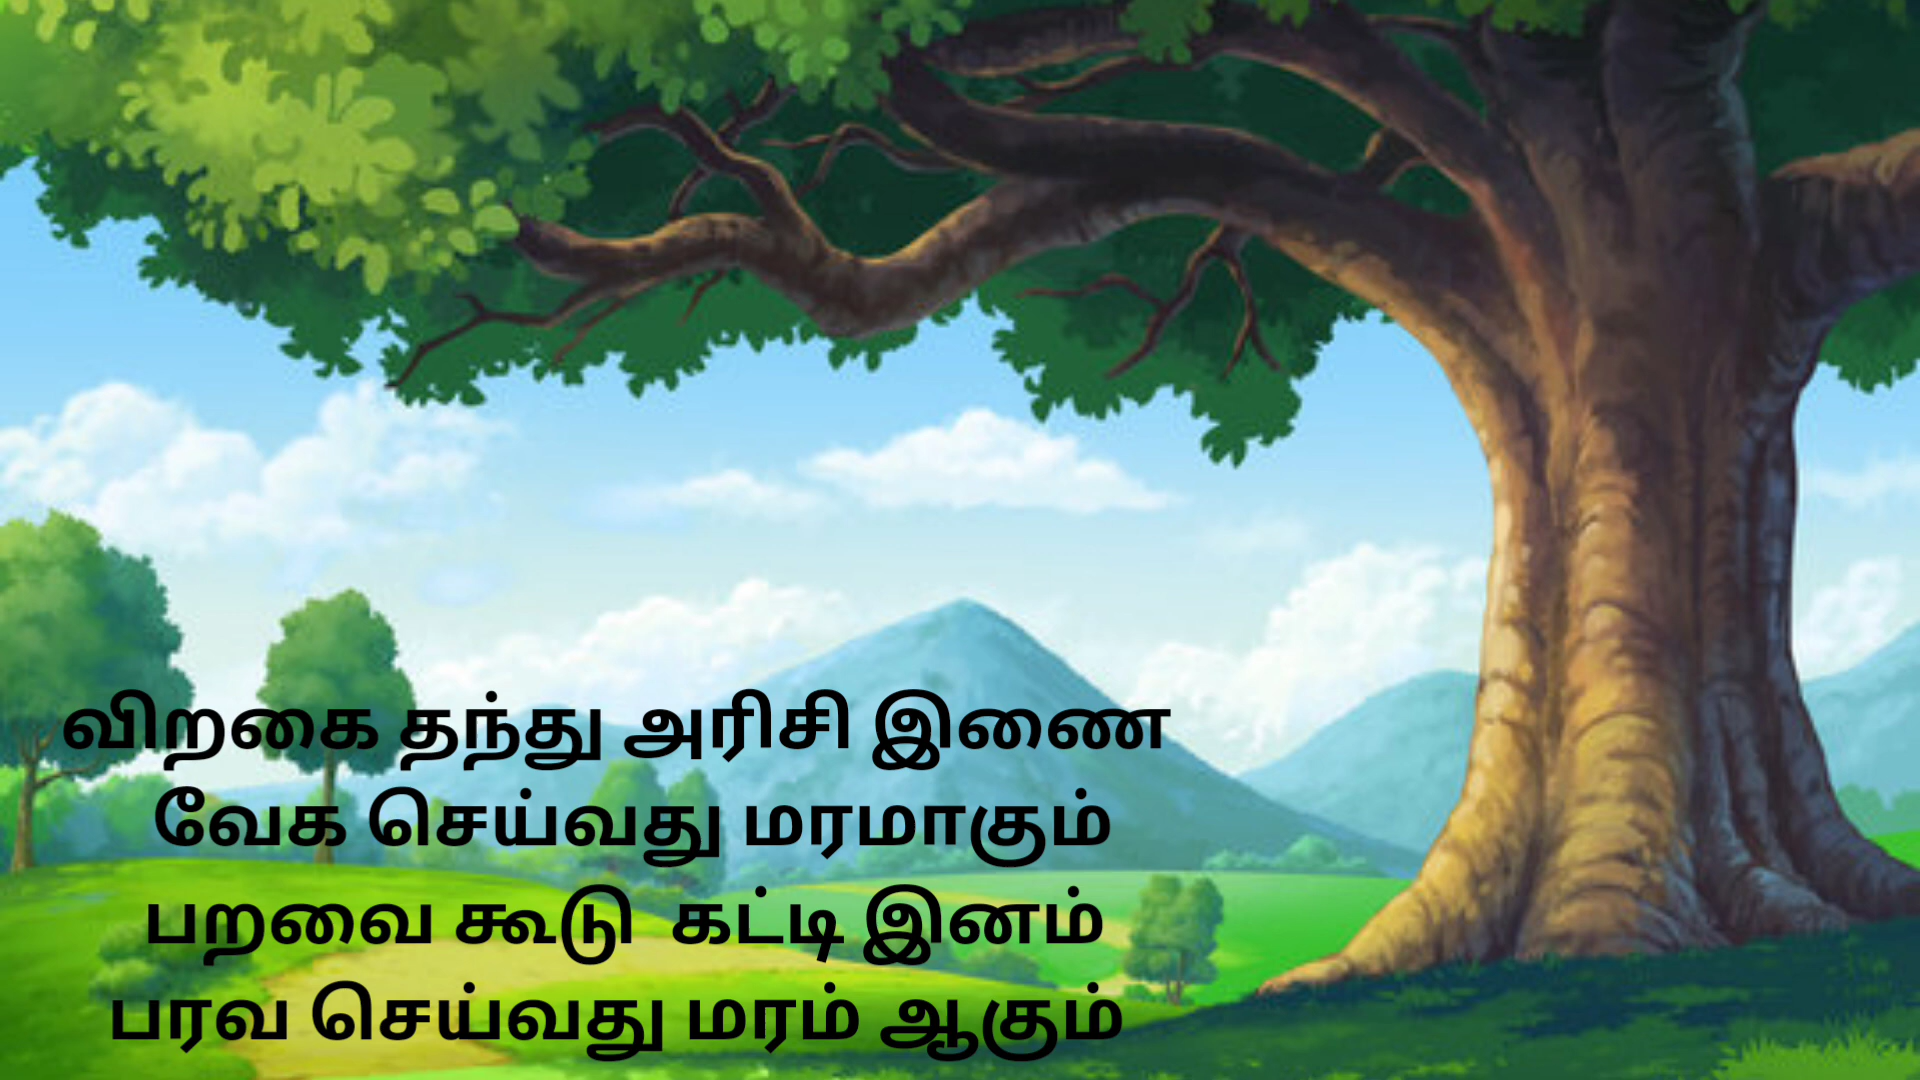 விறகை தந்து அரிசி இணை
வேக செய்வது மரமாகும்
பறவை கூடு கட்டி இனம்
பரவ செய்வது மரம் ஆகும்